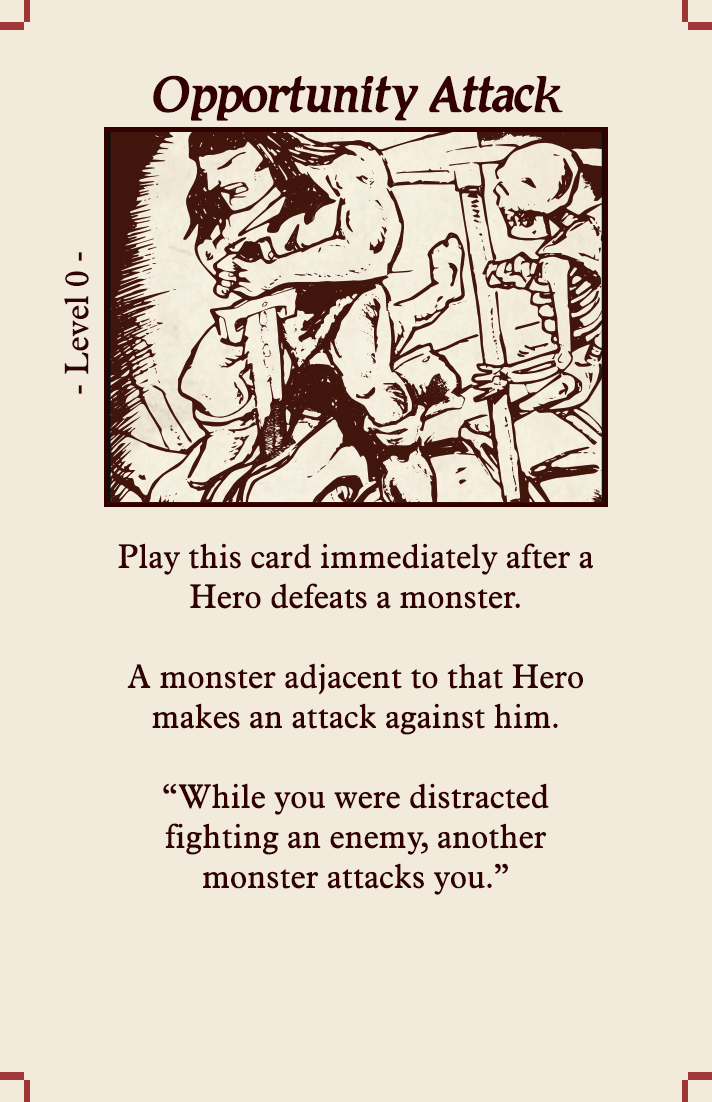 Opportunity Attack
- Level 0 -
Play this card immediately after a
Hero defeats a monster.
A monster adjacent to that Hero
makes an attack against him.
“While you were distracted
fighting an enemy, another
monster attacks you.”